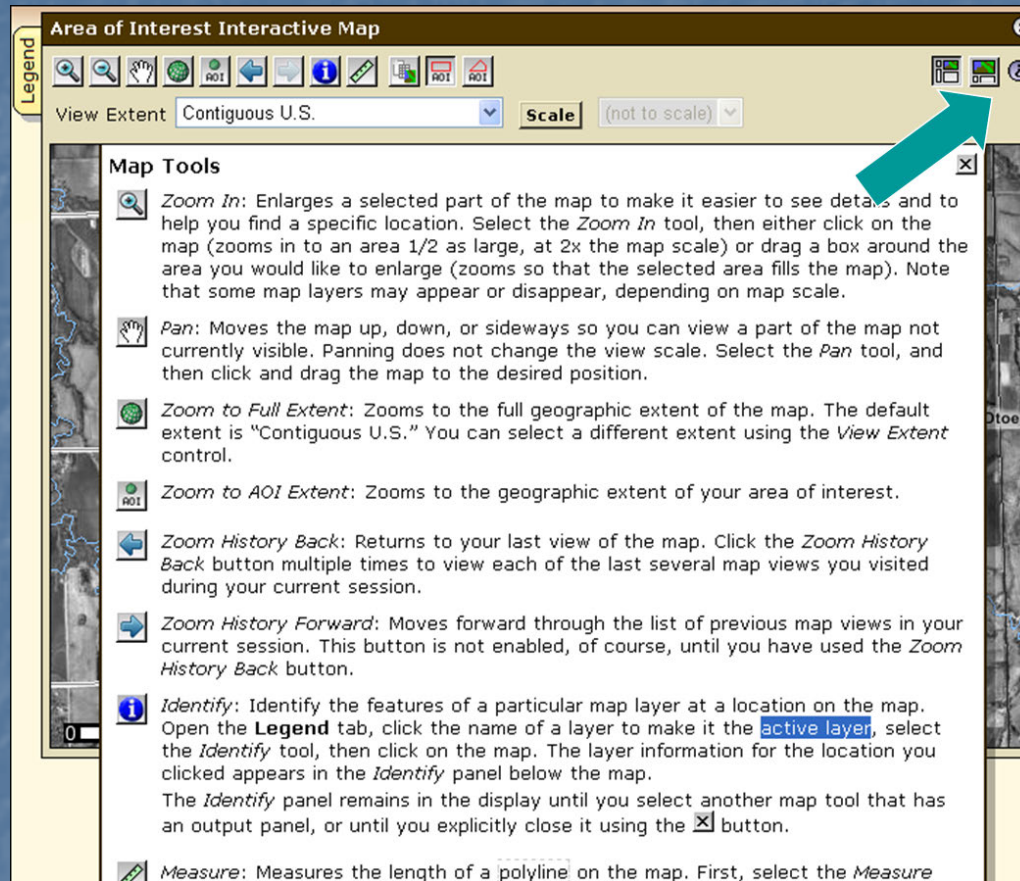 Legend
Area of Interest Interactive Map
AOI AOI AOI
View Extent Contiguous U.S. Scale (not to scale)
Map Tools
Zoom In: Enlarges a selected part of the map to make it easier to see and to
help you find a specific location. Select the Zoom In tool, then either click on the
map (zooms in to an area 1/2 as large, at 2x the map scale) or drag a box around the
area you would like to enlarge (zooms so that the selected area fills the map). Note
that some map layers may appear or disappear, depending on map scale.
Pan: Moves the map up, down, or sideways so you can view a part of the map not
currently visible. Panning does not change the view scale. Select the Pan tool, and
then click and drag the map to the desired position.
Zoom to Full Extent: Zooms to the full geographic extent of the map. The default
extent is “Contiguous U.S.” You can select a different extent using the View Extent
control.
Otoe
AOI Zoom to AOI Extent: Zooms to the geographic extent of your area of interest.
Zoom History Back: Returns to your last view of the map. Click the Zoom History
Back button multiple times to view each of the last several map views you visited
during your current session.
Zoom History Forward: Moves forward through the list of previous map views in your
current session. This button is not enabled, of course, until you have used the Zoom
History Back button.
Identify: Identify the features of a particular map layer at a location on the map.
Open the Legend tab, click the name of a layer to make it the active layer, select
the Identify tool, then click on the map. The layer information for the location you
clicked appears in the Identify panel below the map.
The Identify panel remains in the display until you select another map tool that has
an output panel, or until you explicitly close it using the X button.
Measure: Measures the length of a polyline on the map. First, select the Measure
0